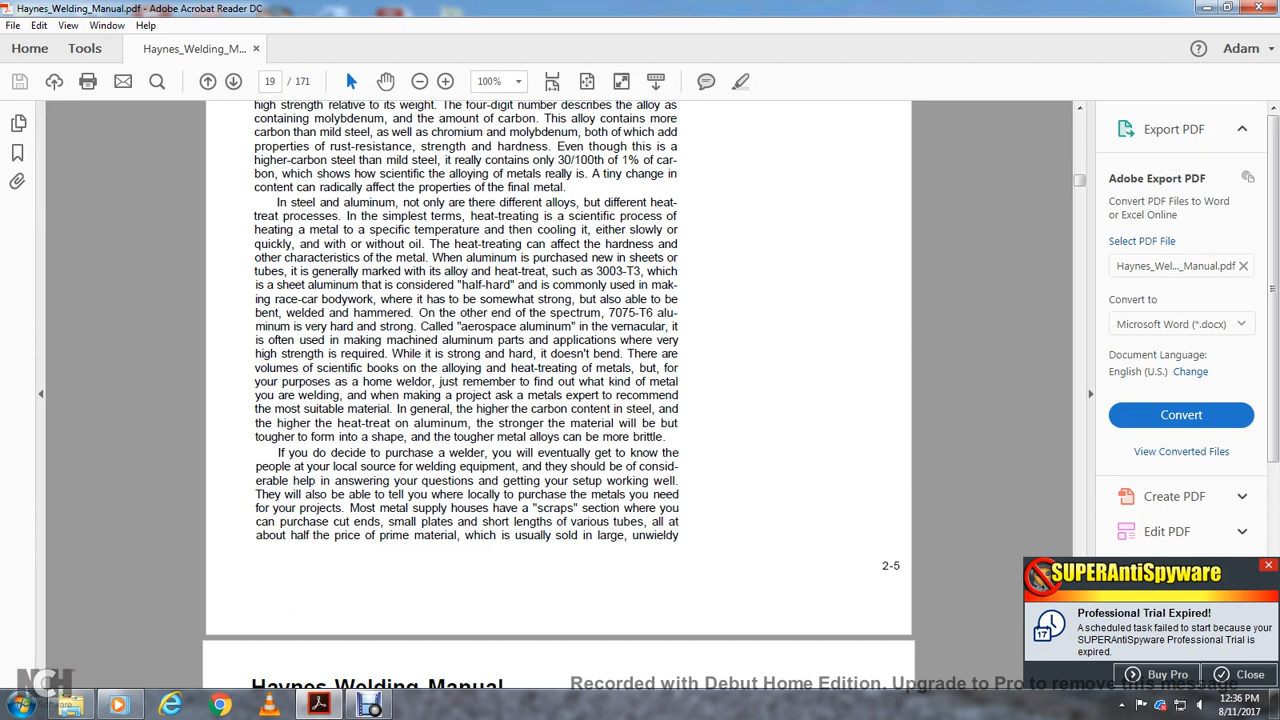 Haynes_Welding_Manual.pdf - Adobe Acrobat Reader DC
File Edit View Window Help
Home Tools Haynes_Welding_M... × ? Adam
19 / 171 100%
high strength relative to its weight. The four-digit number describes the alloy as
containing molybdenum, and the amount of carbon. This alloy contains more
carbon than mild steel, as well as chromium and molybdenum, both of which add
properties of rust-resistance, strength and hardness. Even though this is a
higher-carbon steel than mild steel, it really contains only 30/100th of 1% of car-
bon, which shows how scientific the alloying of metals really is. A tiny change in
content can radically affect the properties of the final metal.
In steel and aluminum, not only are there different alloys, but different heat-
treat processes. In the simplest terms, heat-treating is a scientific process of
heating a metal to a specific temperature and then cooling it, either slowly or
quickly, and with or without oil. The heat-treating can affect the hardness and
other characteristics of the metal. When aluminum is purchased new in sheets or
tubes, it is generally marked with its alloy and heat-treat, such as 3003-T3, which
is a sheet aluminum that is considered "half-hard" and is commonly used in mak-
ing race-car bodywork, where it has to be somewhat strong, but also able to be
bent, welded and hammered. On the other end of the spectrum, 7075-T6 alu-
minum is very hard and strong. Called "aerospace aluminum" in the vernacular, it
is often used in making machined aluminum parts and applications where very
high strength is required. While it is strong and hard, it doesn't bend. There are
volumes of scientific books on the alloying and heat-treating of metals, but, for
your purposes as a home weldor, just remember to find out what kind of metal
you are welding, and when making a project ask a metals expert to recommend
the most suitable material. In general, the higher the carbon content in steel, and
the higher the heat-treat on aluminum, the stronger the material will be but
tougher to form into a shape, and the tougher metal alloys can be more brittle.
If you do decide to purchase a welder, you will eventually get to know the
people at your local source for welding equipment, and they should be of consid-
erable help in answering your questions and getting your setup working well.
They will also be able to tell you where locally to purchase the metals you need
for your projects. Most metal supply houses have a "scraps" section where you
can purchase cut ends, small plates and short lengths of various tubes, all at
about half the price of prime material, which is usually sold in large, unwieldy
2-5
Haynes Welding Manual
Export PDF
Adobe Export PDF
Convert PDF Files to Word
or Excel Online
Select PDF File
Haynes_Wel..._Manual.pdf ×
Convert to
Microsoft Word (*.docx)
Document Language:
English (U.S.) Change
Convert
View Converted Files
Create PDF
Edit PDF
SUPERAntiSpyware
17
Professional Trial Expired!
A scheduled task failed to start because your
SUPERAntiSpyware Professional Trial is
expired.
Buy Pro Close
NCH
Software
Recorded with Debut Home Edition. Upgrade to Pro to remove this message
12:36 PM
8/11/2017